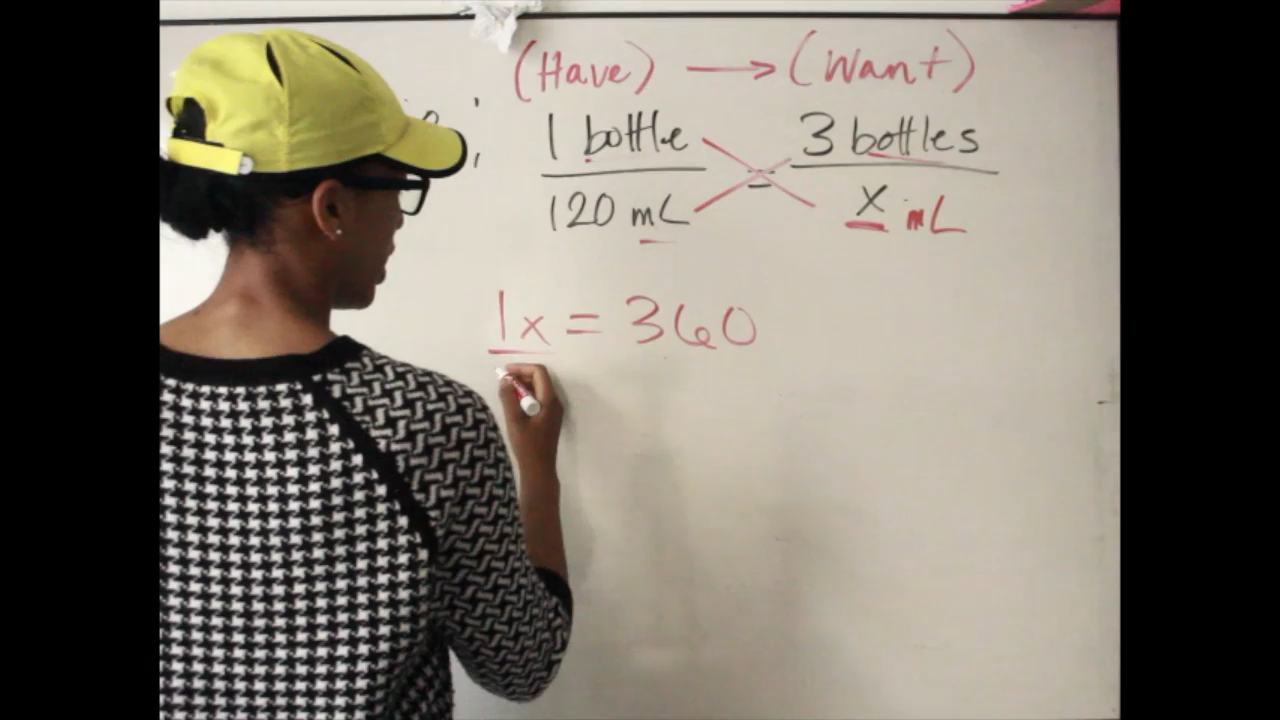 (Have) → (Want)
1 bottle = 3 bottles
120 mL x mL
1x = 360